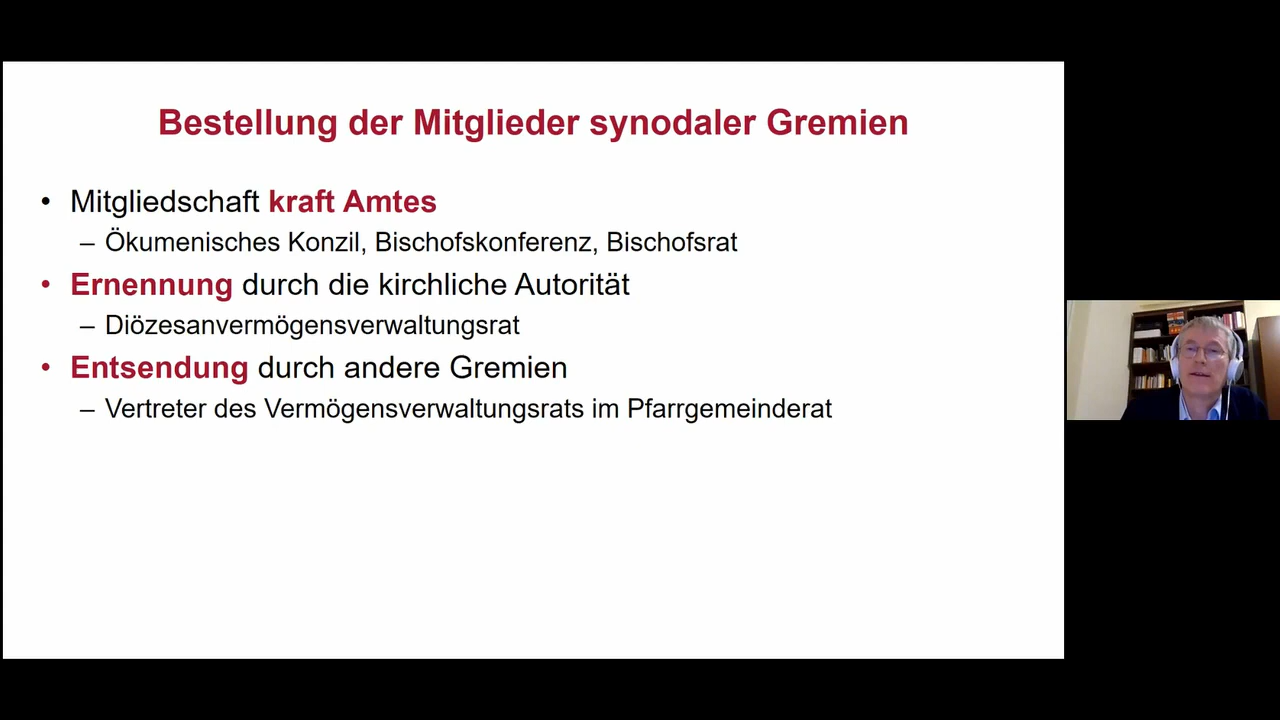 Bestellung der Mitglieder synodaler Gremien
• Mitgliedschaft kraft Amtes
– Ökumenisches Konzil, Bischofskonferenz, Bischofsrat
• Ernennung durch die kirchliche Autorität
– Diözesanvermögensverwaltungsrat
• Entsendung durch andere Gremien
– Vertreter des Vermögensverwaltungsrats im Pfarrgemeinderat